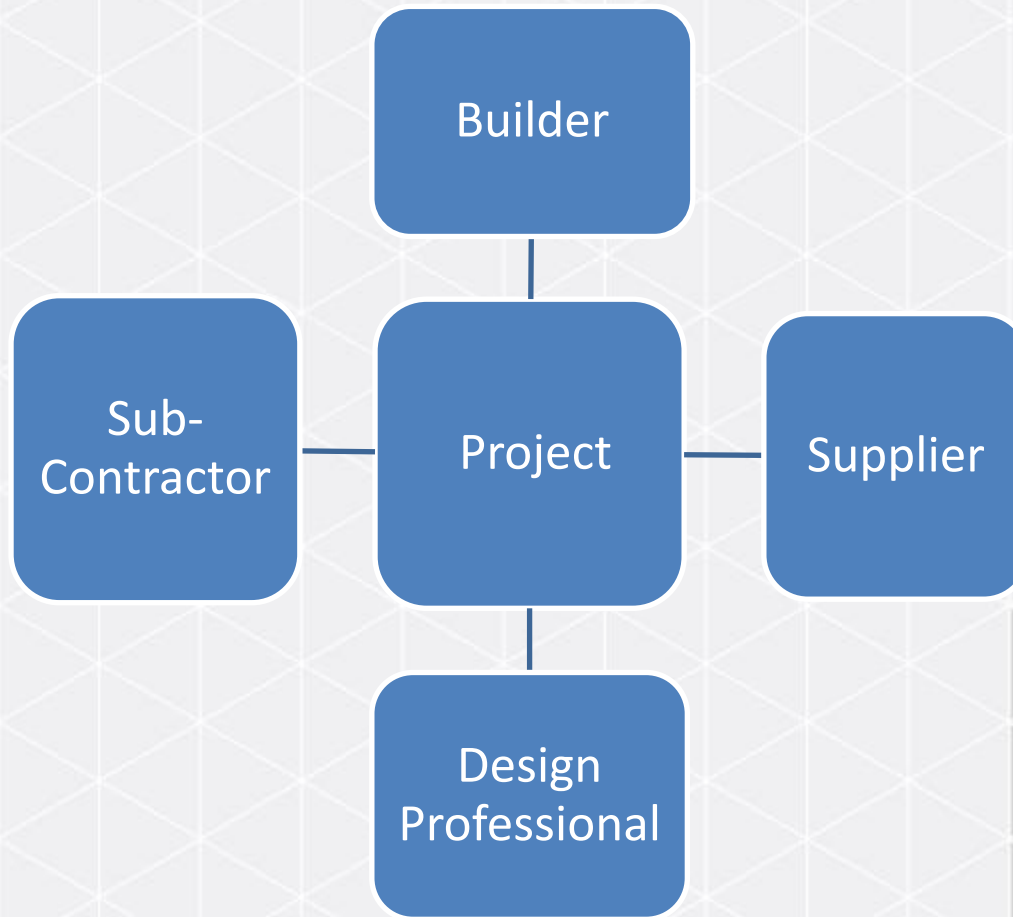 Builder
Sub-
Contractor
Project
Supplier
Design
Professional